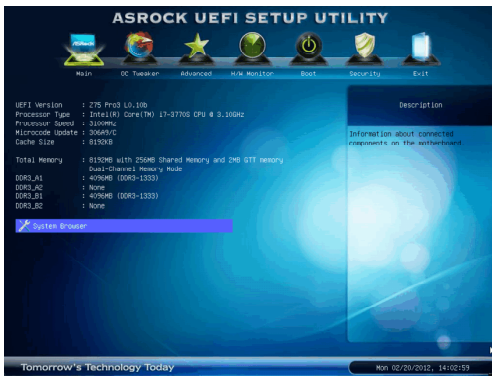 ASROCK UEFI SETUP UTILITY
ASRock
Main OC Tweaker Advanced H/W Monitor Boot Security Exit
UEFI Version : Z75 Pro3 L0.10b
Processor Type : Intel(R) Core(TM) i7-3770S CPU @ 3.10GHz
Processor Speed : 3100MHz
Microcode Update : 306A9/C
Cache Size : 8192KB
Total Memory : 8192MB with 256MB Shared Memory and 2MB GTT memory
Dual-Channel Memory Mode
DDR3_A1 : 4096MB (DDR3-1333)
DDR3_A2 : None
DDR3_B1 : 4096MB (DDR3-1333)
DDR3_B2 : None
System Browser
Description
Information about connected
components on the motherboard.
Tomorrow's Technology Today
Mon 02/20/2012, 14:02:59